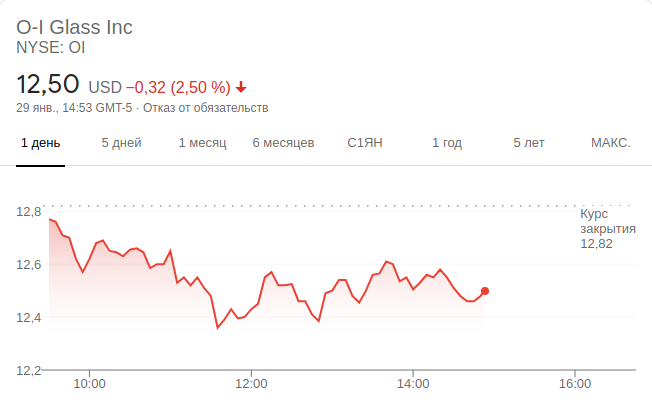 O-I Glass Inc
NYSE: OI
12,50 USD −0,32 (2,50 %)
29 янв., 14:53 GMT-5 · Отказ от обязательств
1 день 5 дней 1 месяц 6 месяцев С1ЯН 1 год 5 лет МАКС.
12,8
Курс
закрытия
12,82
12,6
12,4
12,2
10:00 12:00 14:00 16:00